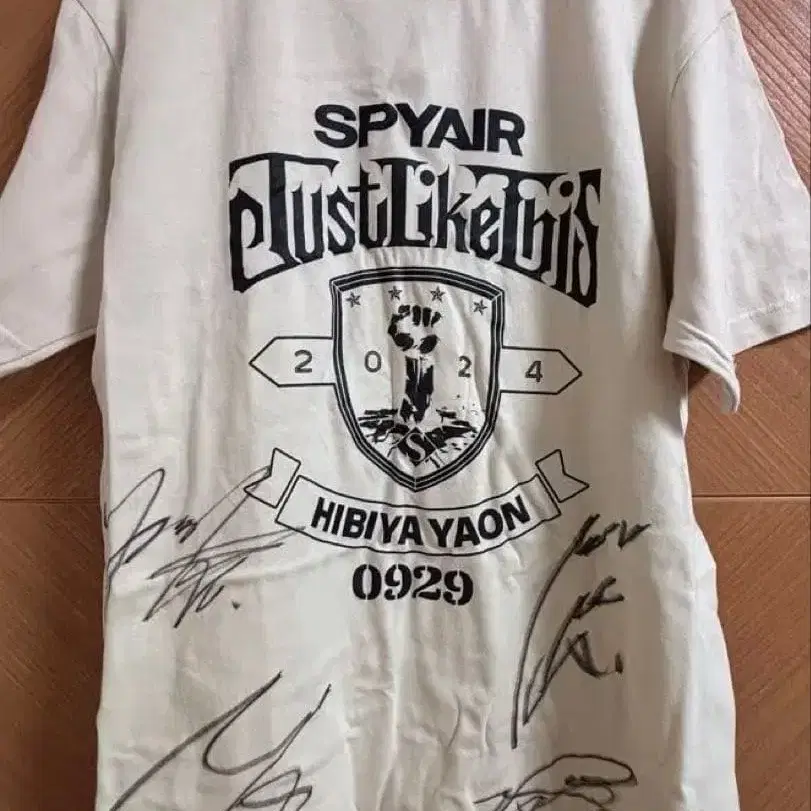 SPYAIR
JustLikeThis
2024
S
HIBIYA YAON
0929